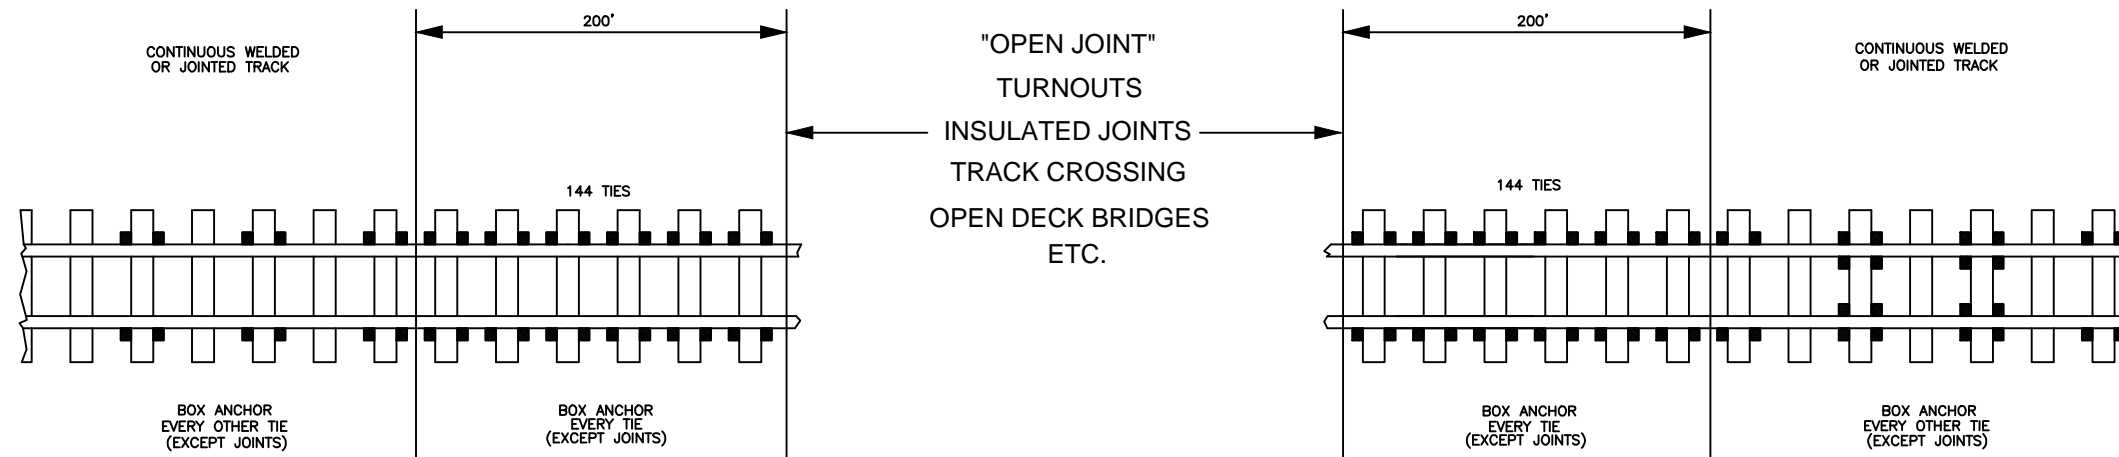 200'
200'
CONTINUOUS WELDED
OR JOINTED TRACK
"OPEN JOINT"
TURNOUTS
INSULATED JOINTS
TRACK CROSSING
OPEN DECK BRIDGES
ETC.
CONTINUOUS WELDED
OR JOINTED TRACK
144 TIES
144 TIES
BOX ANCHOR
EVERY OTHER TIE
(EXCEPT JOINTS)
BOX ANCHOR
EVERY TIE
(EXCEPT JOINTS)
BOX ANCHOR
EVERY TIE
(EXCEPT JOINTS)
BOX ANCHOR
EVERY OTHER TIE
(EXCEPT JOINTS)